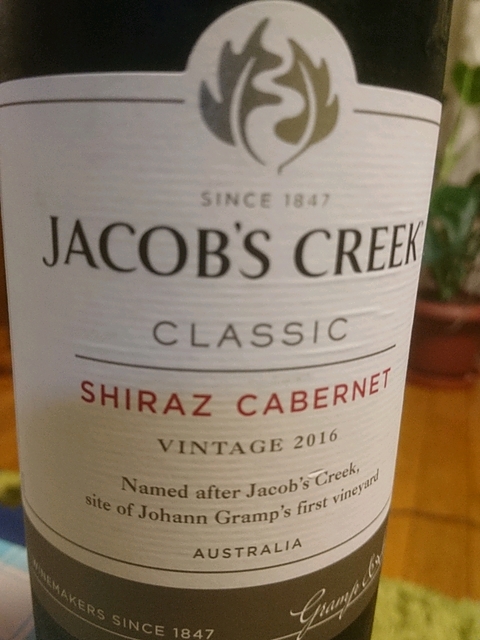 SINCE 1847
JACOB'S CREEK
CLASSIC
SHIRAZ CABERNET
VINTAGE 2016
Named after Jacob's Creek,
site of Johann Gramp's first vineyard
AUSTRALIA
WINEMAKERS SINCE 1847
Gramp &